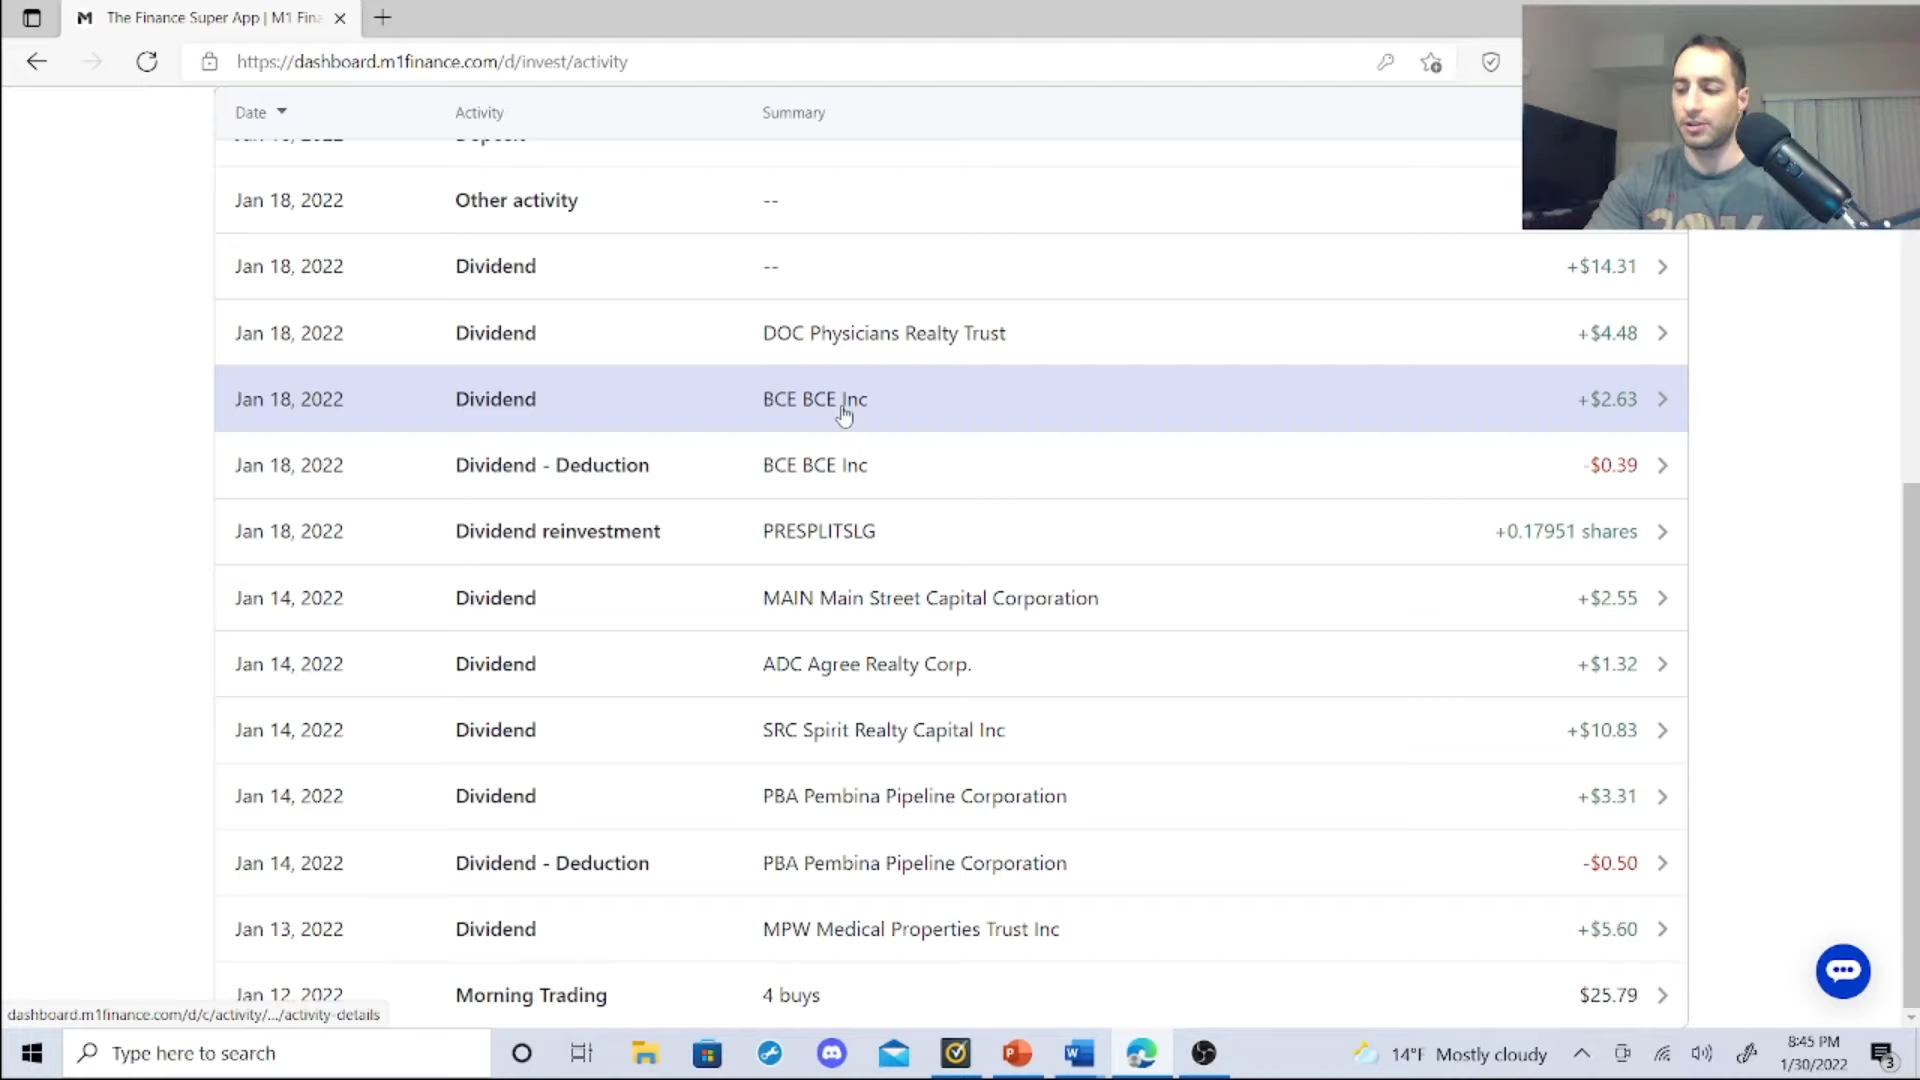 The Finance Super App | M1 Fina
https://dashboard.m1finance.com/d/invest/activity
Date Activity Summary
Deposit
Jan 18, 2022 Other activity --
Jan 18, 2022 Dividend -- +$14.31
Jan 18, 2022 Dividend DOC Physicians Realty Trust +$4.48
Jan 18, 2022 Dividend BCE BCE Inc +$2.63
Jan 18, 2022 Dividend - Deduction BCE BCE Inc -$0.39
Jan 18, 2022 Dividend reinvestment PRESPLITSLG +0.17951 shares
Jan 14, 2022 Dividend MAIN Main Street Capital Corporation +$2.55
Jan 14, 2022 Dividend ADC Agree Realty Corp. +$1.32
Jan 14, 2022 Dividend SRC Spirit Realty Capital Inc +$10.83
Jan 14, 2022 Dividend PBA Pembina Pipeline Corporation +$3.31
Jan 14, 2022 Dividend - Deduction PBA Pembina Pipeline Corporation -$0.50
Jan 13, 2022 Dividend MPW Medical Properties Trust Inc +$5.60
Jan 12, 2022 Morning Trading 4 buys $25.79
dashboard.m1finance.com/d/c/activity/.../activity-details
Type here to search
14°F Mostly cloudy
8:45 PM
1/30/2022
3